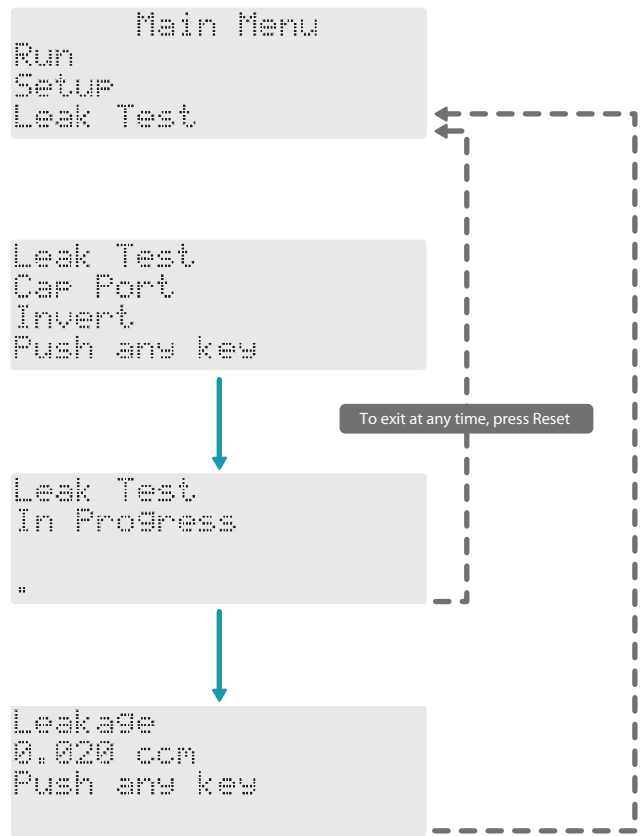 Main Menu
Run
Setup
Leak Test
Leak Test
Cap Port
Invert
Push any key
To exit at any time, press Reset
Leak Test
In Progress
.
Leakage
0.020 ccm
Push any key